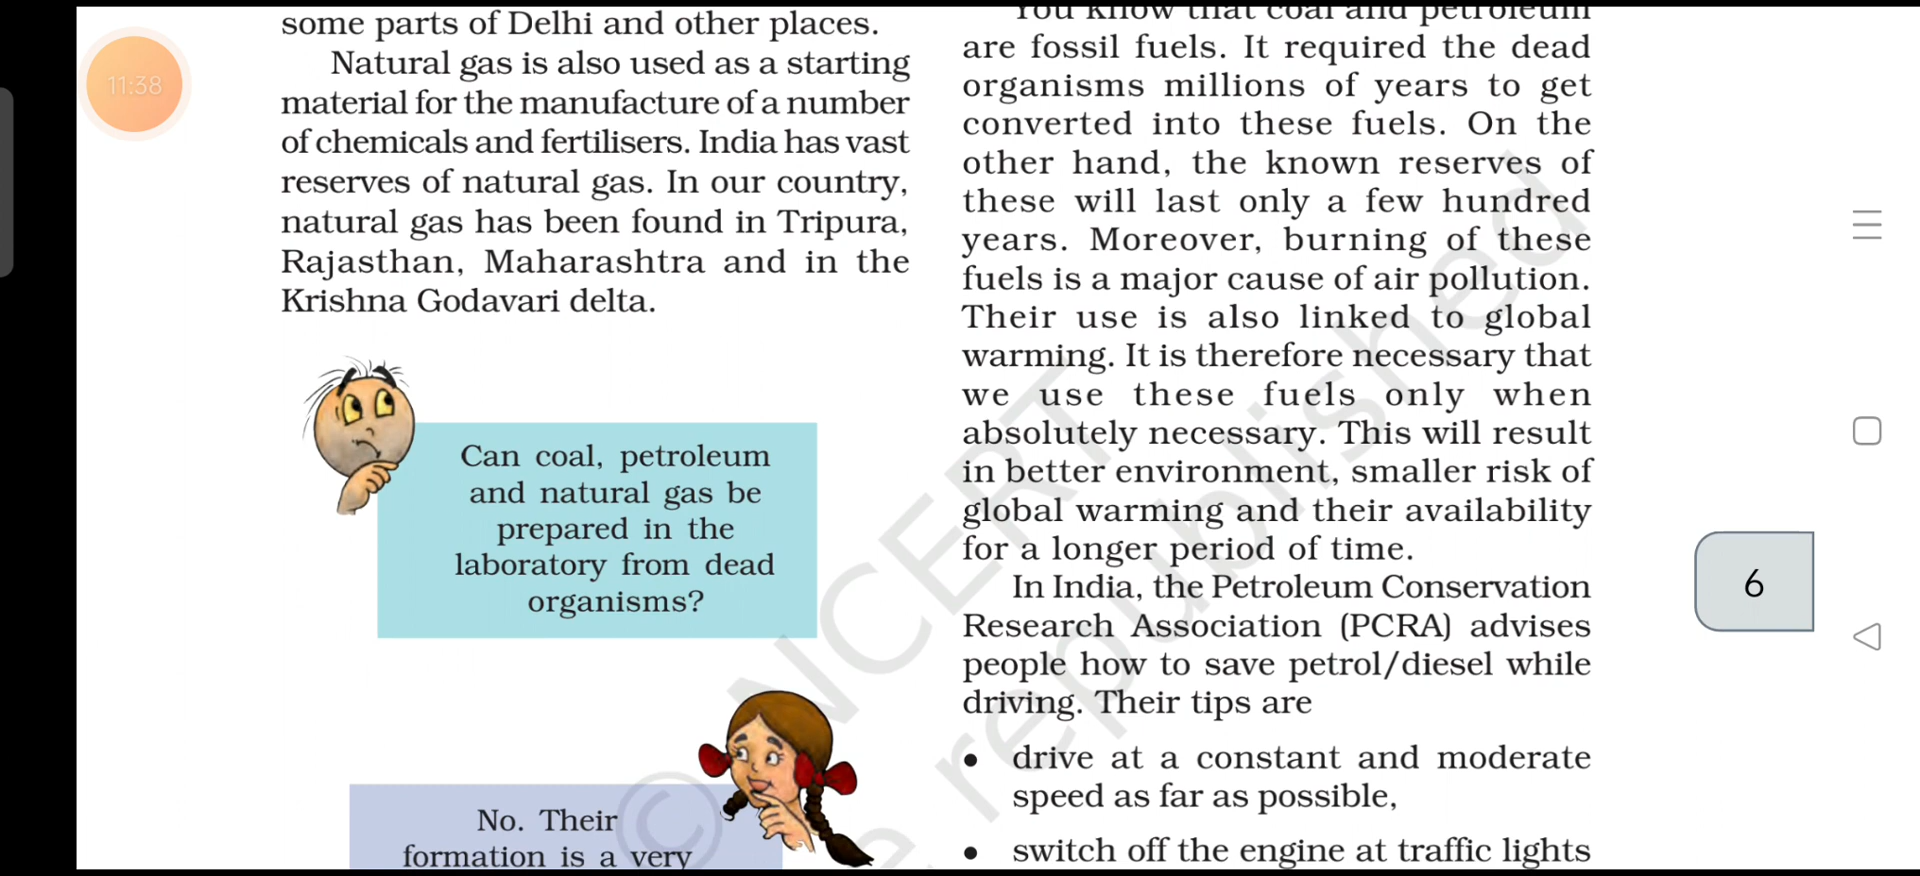 11:38
some parts of Delhi and other places.
Natural gas is also used as a starting
material for the manufacture of a number
of chemicals and fertilisers. India has vast
reserves of natural gas. In our country,
natural gas has been found in Tripura,
Rajasthan, Maharashtra and in the
Krishna Godavari delta.
Can coal, petroleum
and natural gas be
prepared in the
laboratory from dead
organisms?
No. Their
formation is a very
You know that coal and petroleum
are fossil fuels. It required the dead
organisms millions of years to get
converted into these fuels. On the
other hand, the known reserves of
these will last only a few hundred
years. Moreover, burning of these
fuels is a major cause of air pollution.
Their use is also linked to global
warming. It is therefore necessary that
we use these fuels only when
absolutely necessary. This will result
in better environment, smaller risk of
global warming and their availability
for a longer period of time.
In India, the Petroleum Conservation
Research Association (PCRA) advises
people how to save petrol/diesel while
driving. Their tips are
• drive at a constant and moderate
speed as far as possible,
• switch off the engine at traffic lights
6
© NCERT
republished